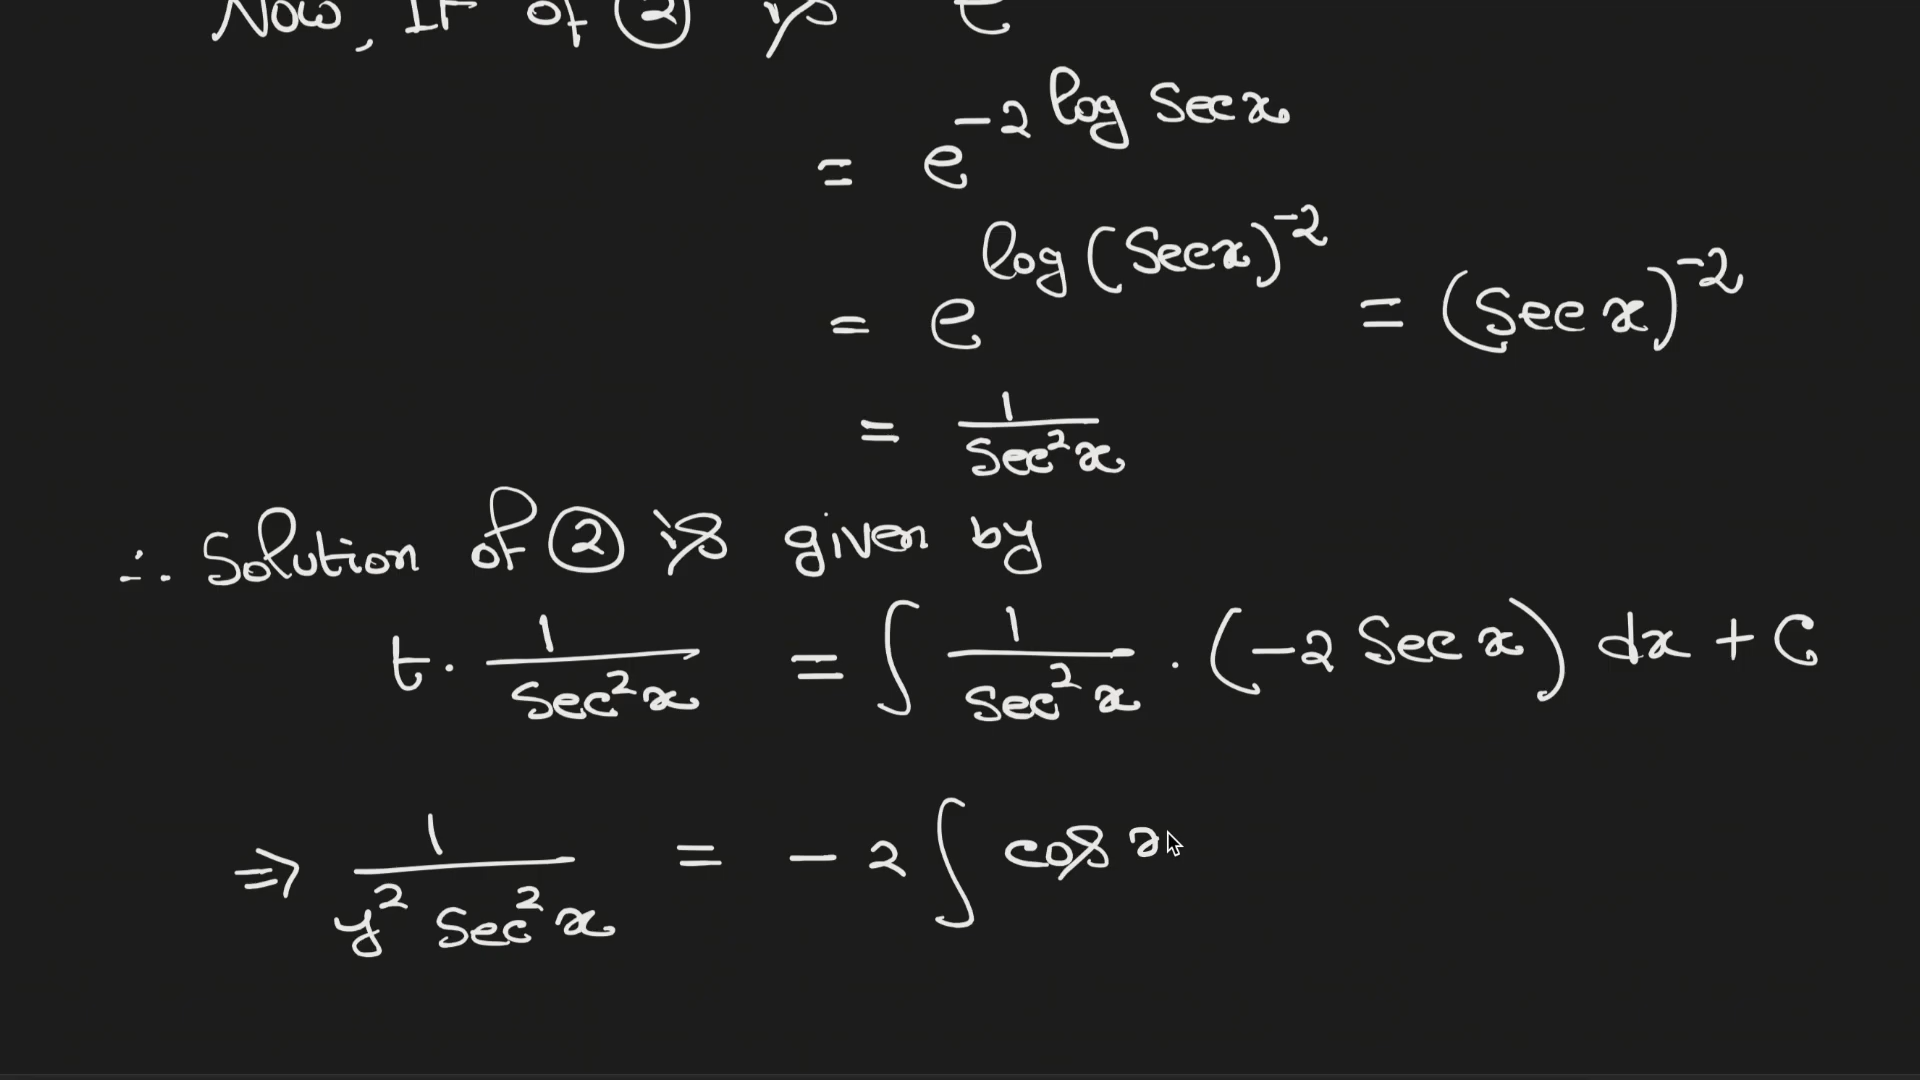 Now, IF of ② is e
= e^{-2 log Sec x}
= e^{log (Sec x)^{-2}} = (Sec x)^{-2}
= 1/Sec²x
∴ Solution of ② is given by
t · 1/Sec²x = ∫ 1/Sec²x · (-2 Sec x) dx + C
⇒ 1/y² Sec²x = - 2 ∫ cos x